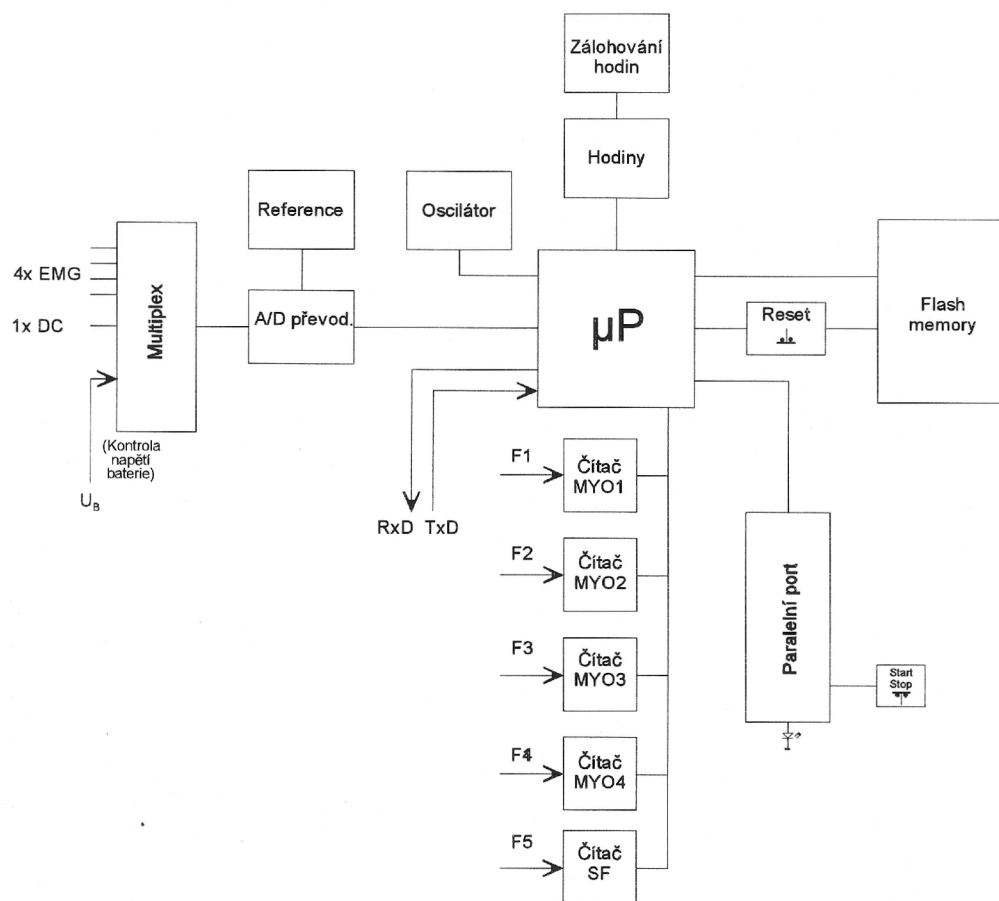 Zálohování
hodin
Hodiny
Reference
Oscilátor
4x EMG
1x DC
Multiplex
A/D převod.
µP
Reset
Flash
memory
(Kontrola
napětí
baterie)
U_B
RxD TxD
F1
Čítač
MYO1
F2
Čítač
MYO2
F3
Čítač
MYO3
F4
Čítač
MYO4
F5
Čítač
SF
Paralelní port
Start
Stop